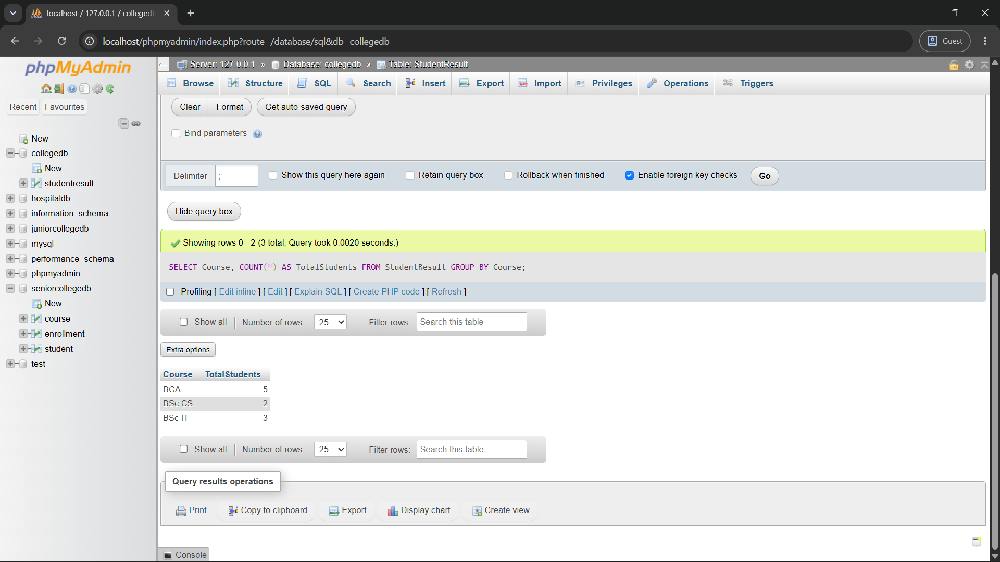 localhost / 127.0.0.1 / collegedb
localhost/phpmyadmin/index.php?route=/database/sql&db=collegedb
Guest
phpMyAdmin
Recent
Favourites
New
collegedb
New
studentresult
hospitaldb
information_schema
juniorcollegedb
mysql
performance_schema
phpmyadmin
seniorcollegedb
New
course
enrollment
student
test
Server: 127.0.0.1 » Database: collegedb » Table: StudentResult
Browse Structure SQL Search Insert Export Import Privileges Operations Triggers
Clear Format Get auto-saved query
Bind parameters
Delimiter ; Show this query here again Retain query box Rollback when finished Enable foreign key checks Go
Hide query box
Showing rows 0 - 2 (3 total, Query took 0.0020 seconds.)
SELECT Course, COUNT(*) AS TotalStudents FROM StudentResult GROUP BY Course;
Profiling [ Edit inline ] [ Edit ] [ Explain SQL ] [ Create PHP code ] [ Refresh ]
Show all Number of rows: 25 Filter rows: Search this table
Extra options
Course TotalStudents
BCA 5
BSc CS 2
BSc IT 3
Show all Number of rows: 25 Filter rows: Search this table
Query results operations
Print Copy to clipboard Export Display chart Create view
Console